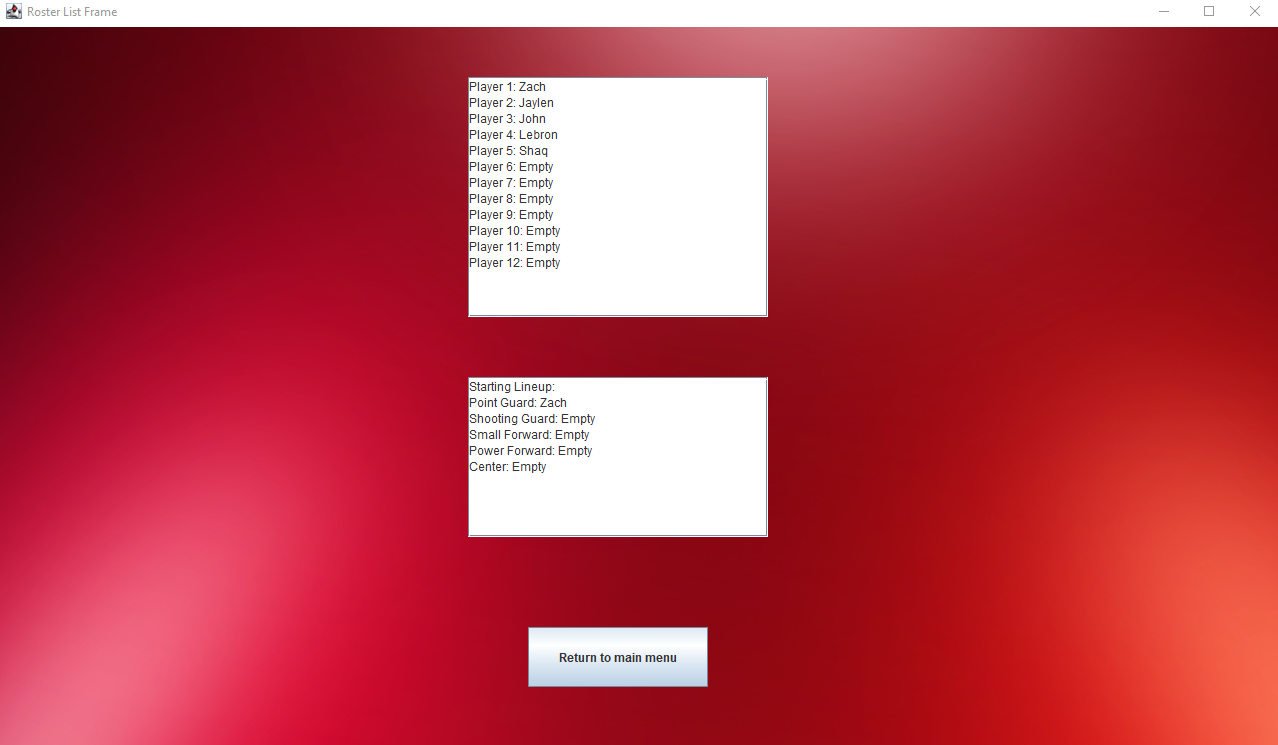 Roster List Frame
Player 1: Zach
Player 2: Jaylen
Player 3: John
Player 4: Lebron
Player 5: Shaq
Player 6: Empty
Player 7: Empty
Player 8: Empty
Player 9: Empty
Player 10: Empty
Player 11: Empty
Player 12: Empty
Starting Lineup:
Point Guard: Zach
Shooting Guard: Empty
Small Forward: Empty
Power Forward: Empty
Center: Empty
Return to main menu